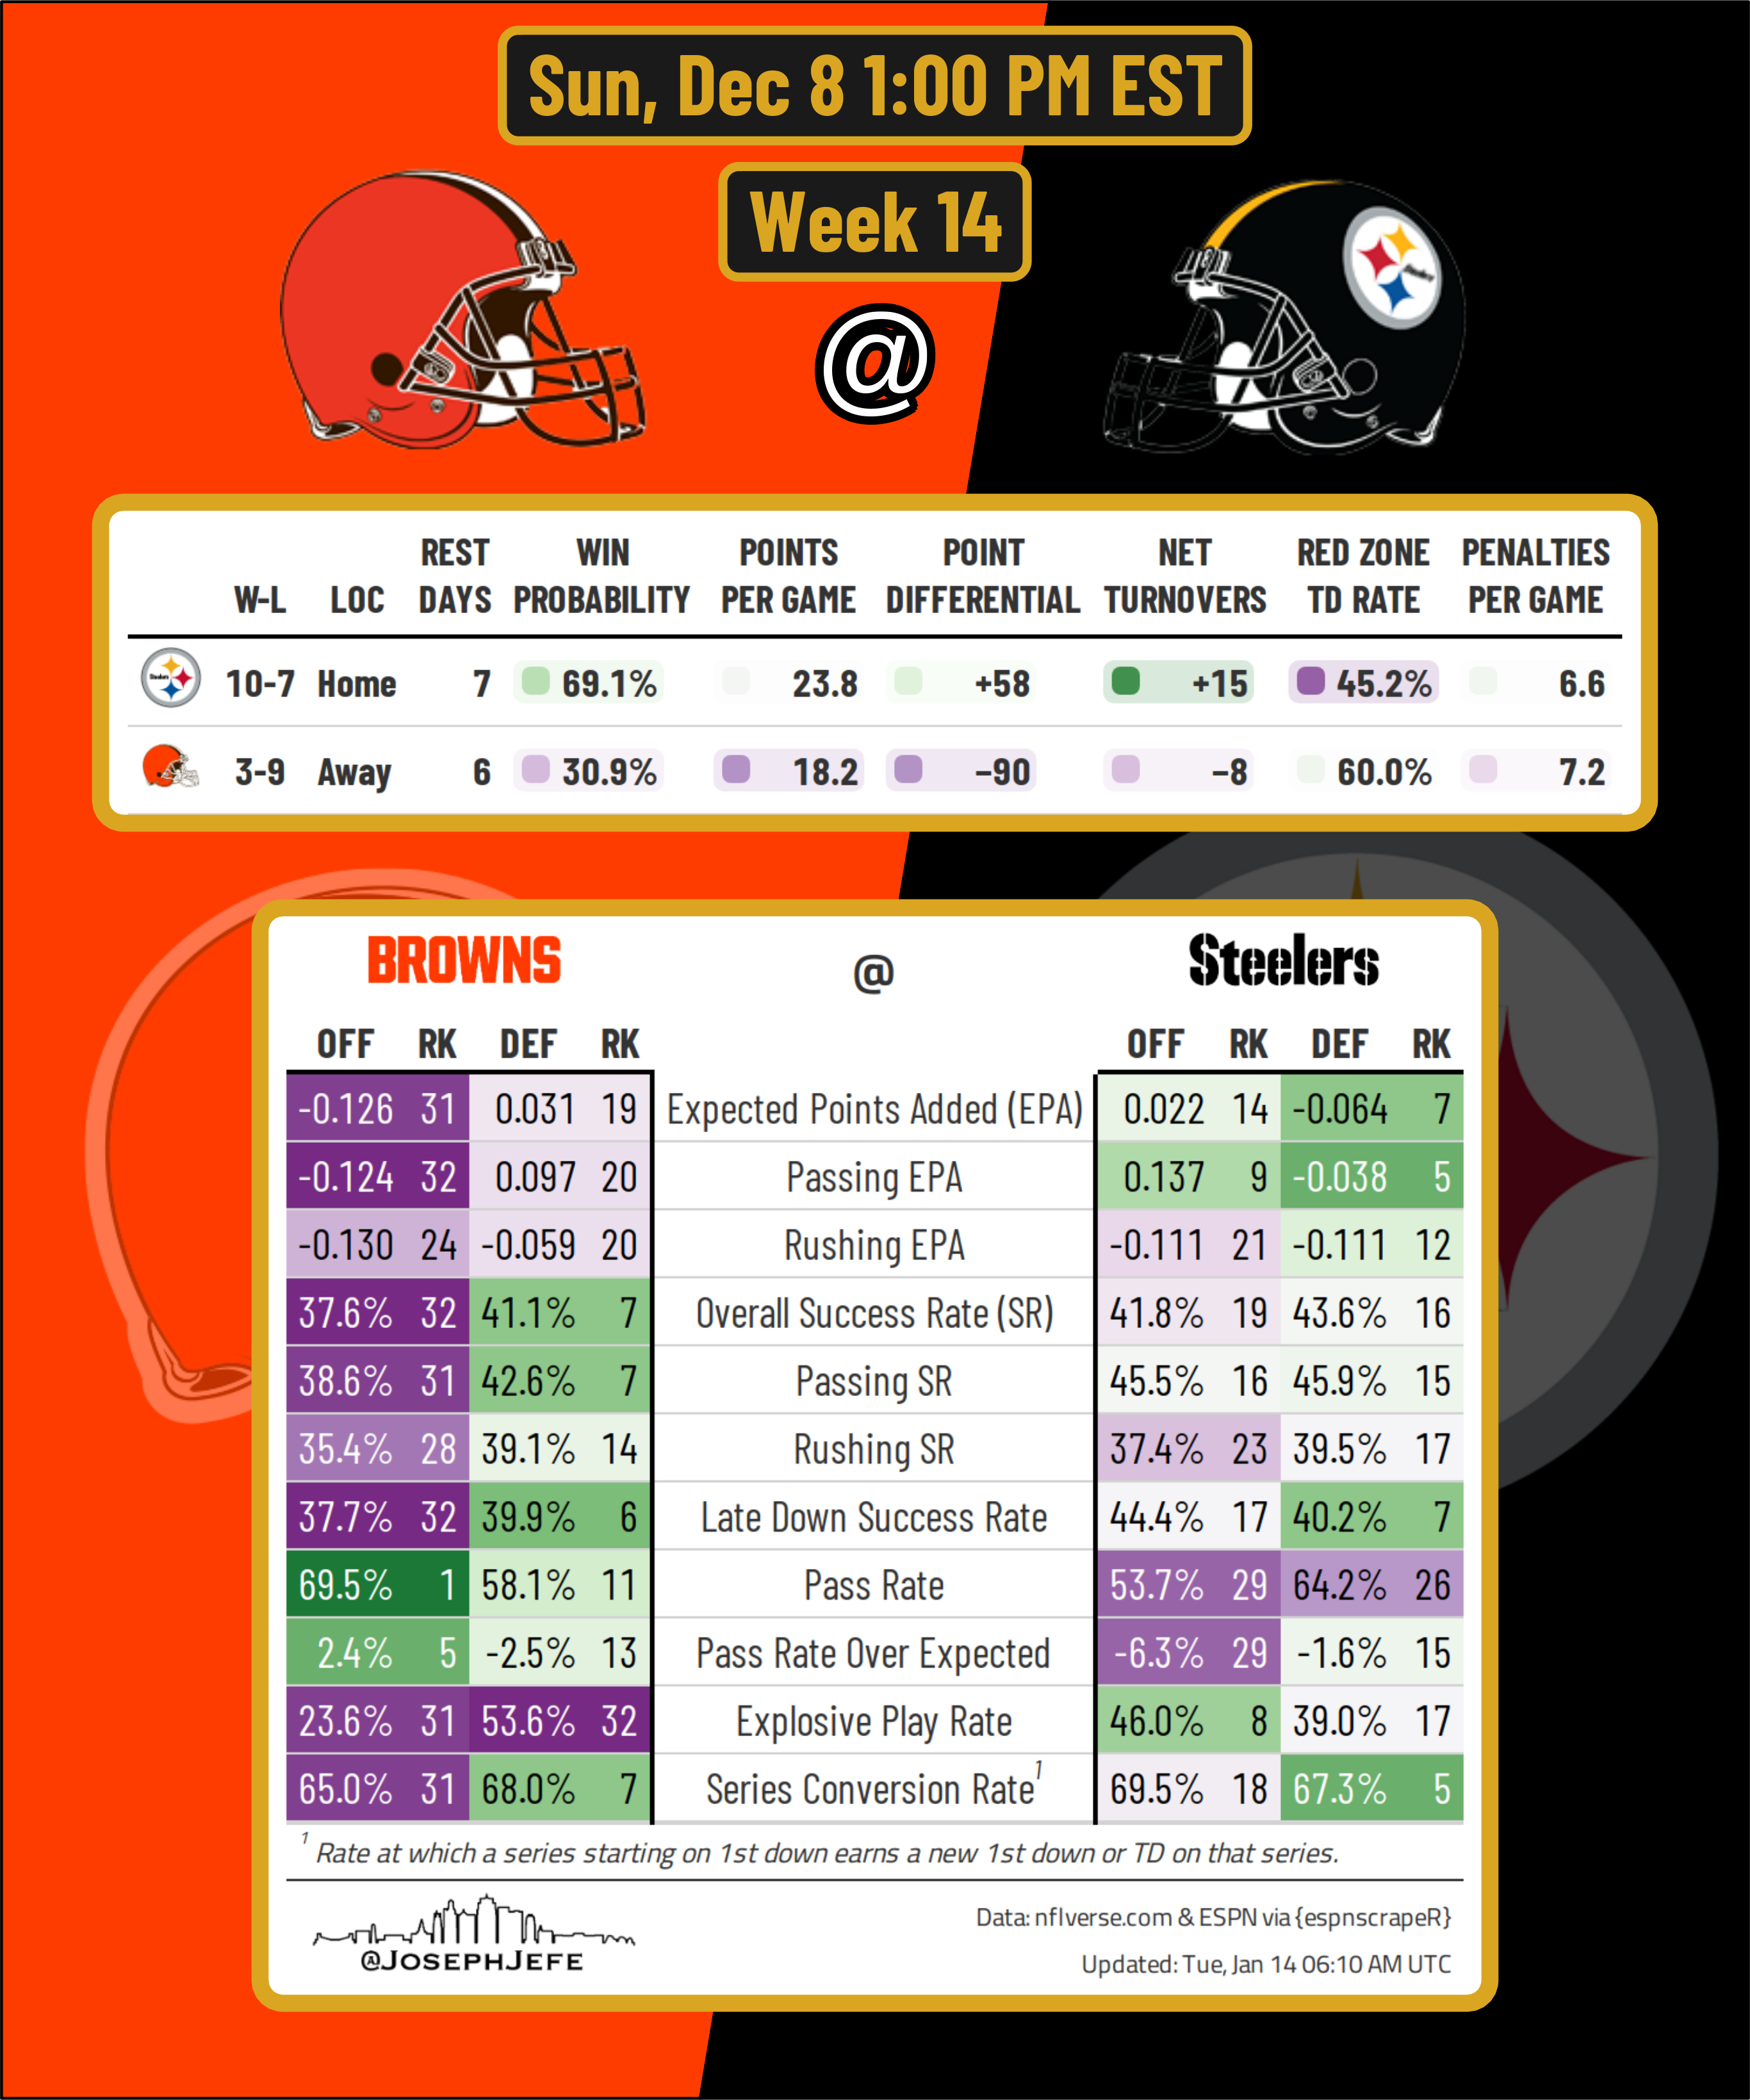 Sun, Dec 8 1:00 PM EST
Week 14
@
W-L LOC REST DAYS WIN PROBABILITY POINTS PER GAME POINT DIFFERENTIAL NET TURNOVERS RED ZONE TD RATE PENALTIES PER GAME
Steelers 10-7 Home 7 69.1% 23.8 +58 +15 45.2% 6.6
3-9 Away 6 30.9% 18.2 −90 −8 60.0% 7.2
BROWNS @ Steelers
OFF RK DEF RK OFF RK DEF RK
-0.126 31 0.031 19 Expected Points Added (EPA) 0.022 14 -0.064 7
-0.124 32 0.097 20 Passing EPA 0.137 9 -0.038 5
-0.130 24 -0.059 20 Rushing EPA -0.111 21 -0.111 12
37.6% 32 41.1% 7 Overall Success Rate (SR) 41.8% 19 43.6% 16
38.6% 31 42.6% 7 Passing SR 45.5% 16 45.9% 15
35.4% 28 39.1% 14 Rushing SR 37.4% 23 39.5% 17
37.7% 32 39.9% 6 Late Down Success Rate 44.4% 17 40.2% 7
69.5% 1 58.1% 11 Pass Rate 53.7% 29 64.2% 26
2.4% 5 -2.5% 13 Pass Rate Over Expected -6.3% 29 -1.6% 15
23.6% 31 53.6% 32 Explosive Play Rate 46.0% 8 39.0% 17
65.0% 31 68.0% 7 Series Conversion Rate¹ 69.5% 18 67.3% 5
¹ Rate at which a series starting on 1st down earns a new 1st down or TD on that series.
@JOSEPHJEFE
Data: nflverse.com & ESPN via {espnscrapeR}
Updated: Tue, Jan 14 06:10 AM UTC